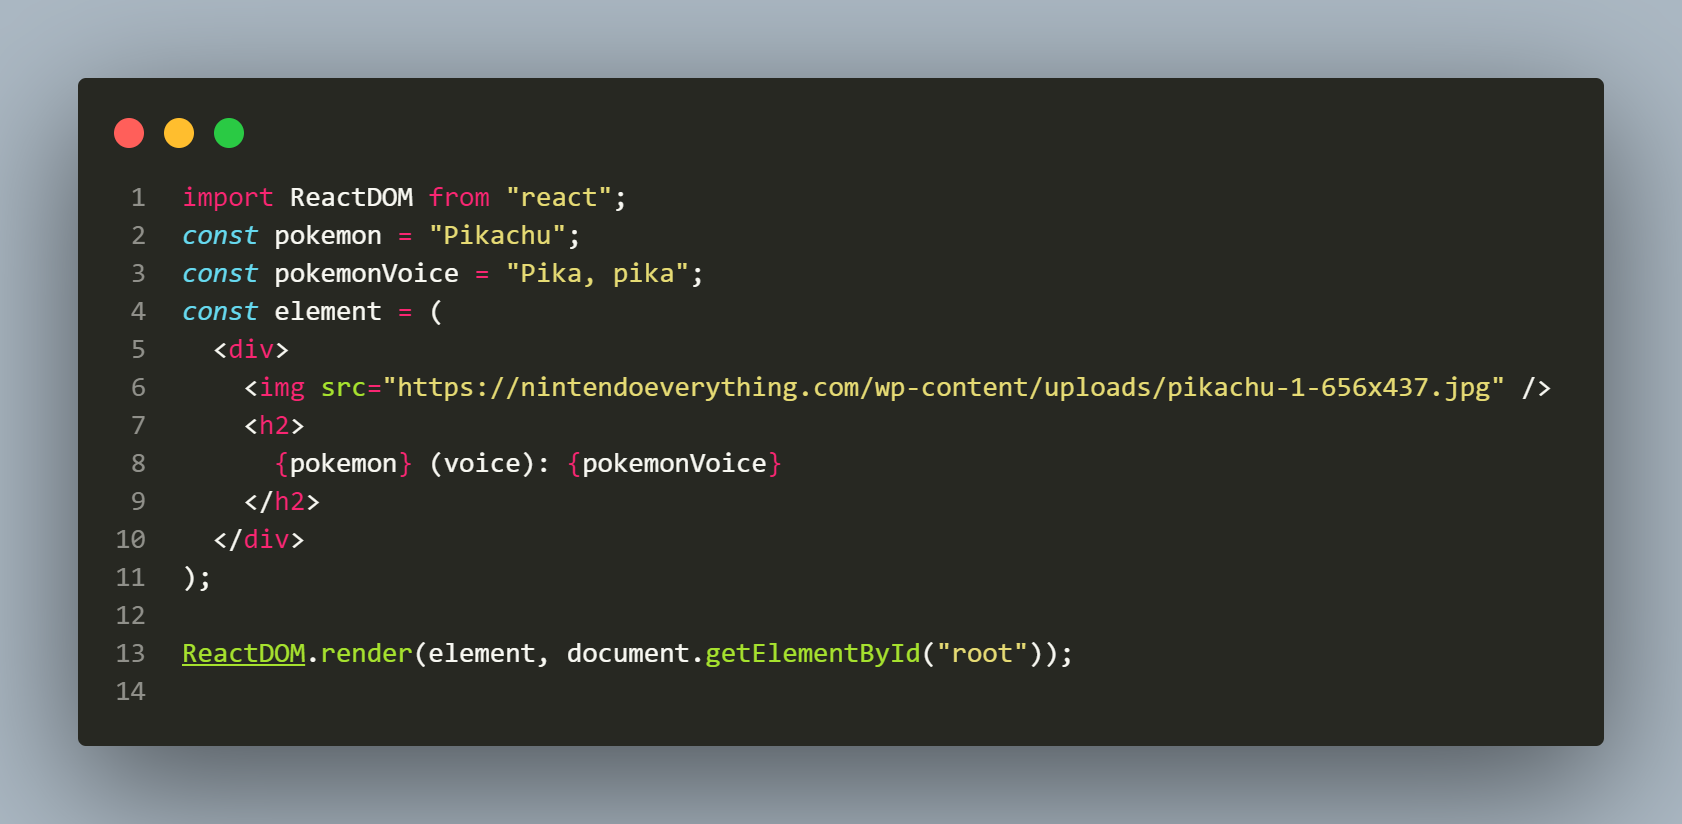 1 import ReactDOM from "react";
2 const pokemon = "Pikachu";
3 const pokemonVoice = "Pika, pika";
4 const element = (
5   <div>
6     <img src="https://nintendoeverything.com/wp-content/uploads/pikachu-1-656x437.jpg" />
7     <h2>
8       {pokemon} (voice): {pokemonVoice}
9     </h2>
10   </div>
11 );
12
13 ReactDOM.render(element, document.getElementById("root"));
14